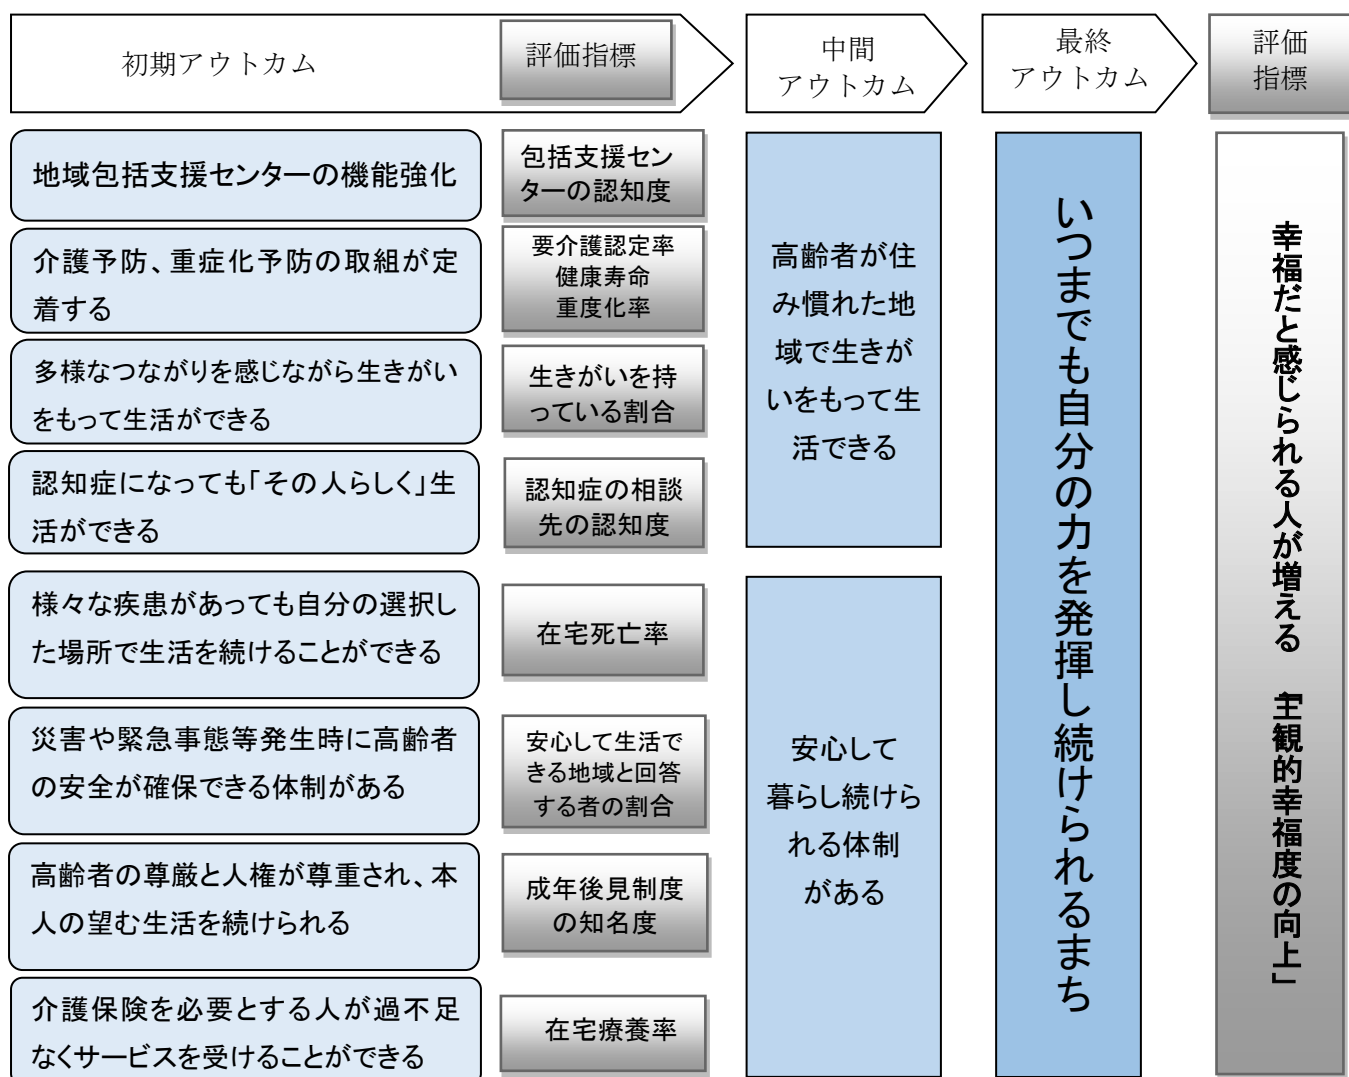 初期アウトカム
評価指標
中間
アウトカム
最終
アウトカム
評価
指標
地域包括支援センターの機能強化
包括支援セン
ターの認知度
介護予防、重症化予防の取組が定
着する
要介護認定率
健康寿命
重度化率
多様なつながりを感じながら生きがい
をもって生活ができる
生きがいを持
っている割合
認知症になっても「その人らしく」生
活ができる
認知症の相談
先の認知度
様々な疾患があっても自分の選択し
た場所で生活を続けることができる
在宅死亡率
災害や緊急事態等発生時に高齢者
の安全が確保できる体制がある
安心して生活で
きる地域と回答
する者の割合
高齢者の尊厳と人権が尊重され、本
人の望む生活を続けられる
成年後見制度
の知名度
介護保険を必要とする人が過不足
なくサービスを受けることができる
在宅療養率
高齢者が住
み慣れた地
域で生きが
いをもって生
活できる
安心して
暮らし続けら
れる体制
がある
いつまでも自分の力を発揮し続けられるまち
幸福だと感じられる人が増える 「主観的幸福度の向上」